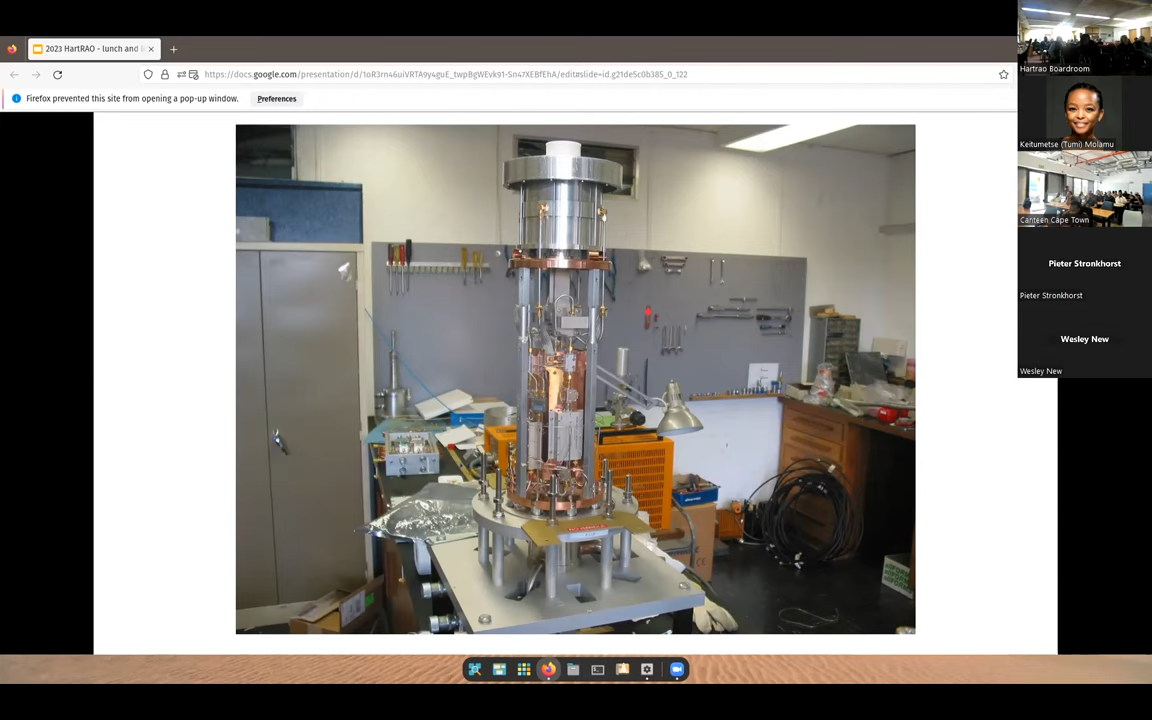 2023 HartRAO - lunch and l
https://docs.google.com/presentation/d/1oR3rn46uiVRTA9y4guE_twpBgWEvk91-Sn47XEBfEhA/edit#slide=id.g21de5c0b385_0_122
Firefox prevented this site from opening a pop-up window.
Preferences
Hartrao Boardroom
Keitumetse (Tumi) Molamu
Canteen Cape Town
Pieter Stronkhorst
Pieter Stronkhorst
Wesley New
Wesley New